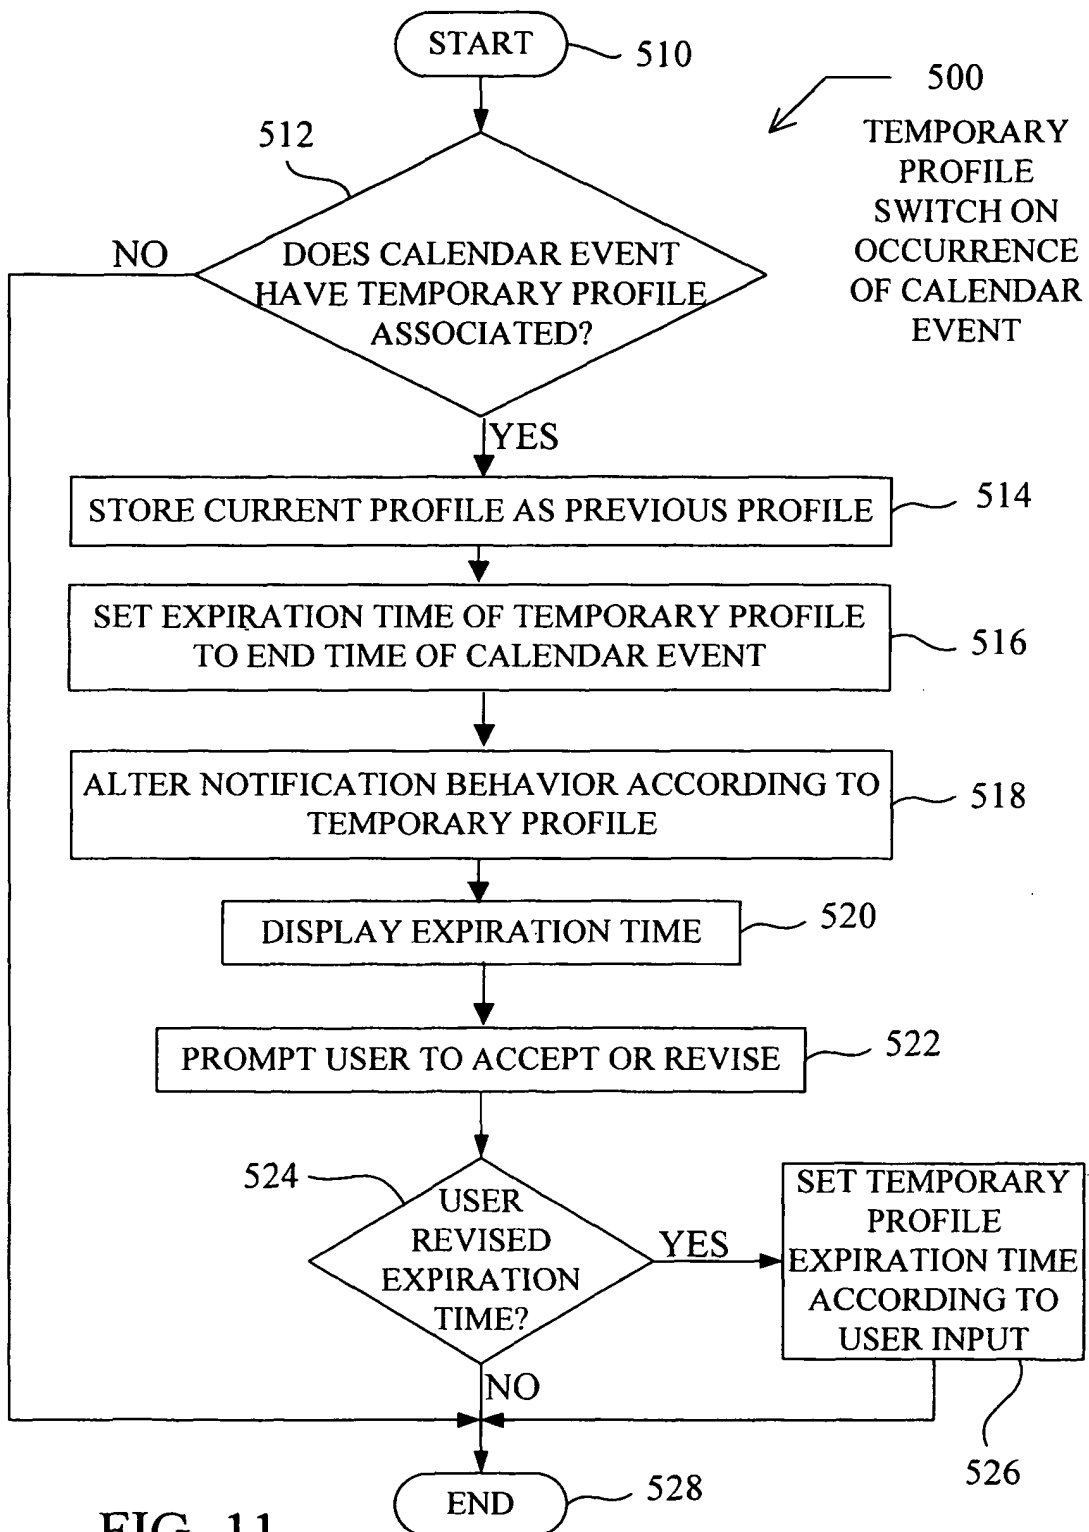 START
510
500
TEMPORARY
PROFILE
SWITCH ON
OCCURRENCE
OF CALENDAR
EVENT
512
NO
DOES CALENDAR EVENT
HAVE TEMPORARY PROFILE
ASSOCIATED?
YES
STORE CURRENT PROFILE AS PREVIOUS PROFILE
514
SET EXPIRATION TIME OF TEMPORARY PROFILE
TO END TIME OF CALENDAR EVENT
516
ALTER NOTIFICATION BEHAVIOR ACCORDING TO
TEMPORARY PROFILE
518
DISPLAY EXPIRATION TIME
520
PROMPT USER TO ACCEPT OR REVISE
522
524
USER
REVISED
EXPIRATION
TIME?
YES
SET TEMPORARY
PROFILE
EXPIRATION TIME
ACCORDING TO
USER INPUT
NO
526
END
528
FIG. 11